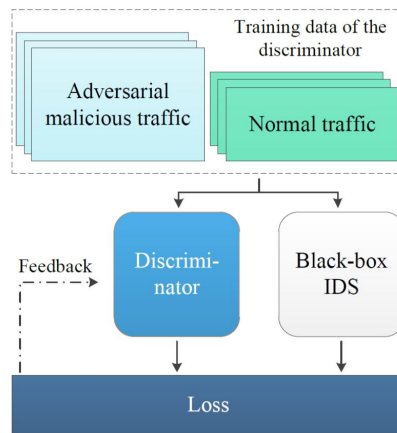 Training data of the
discriminator
Adversarial
malicious traffic
Normal traffic
Feedback
Discrimi-
nator
Black-box
IDS
Loss